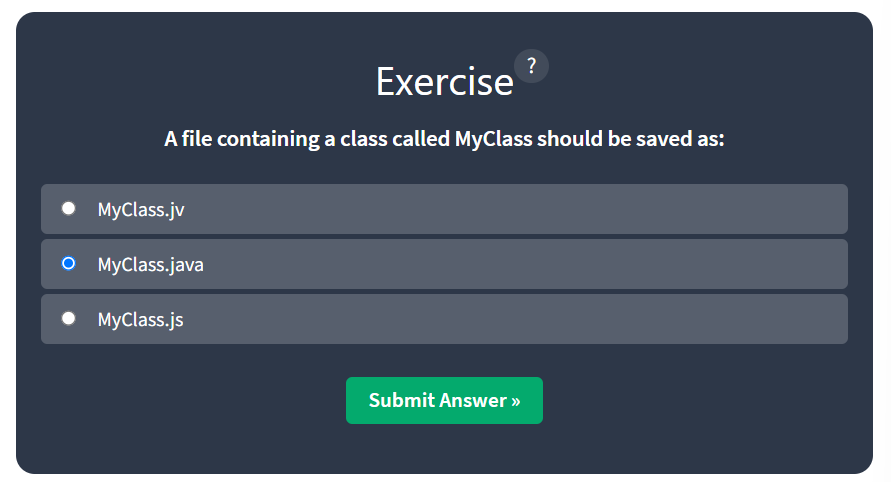 Exercise ?
A file containing a class called MyClass should be saved as:
MyClass.jv
MyClass.java
MyClass.js
Submit Answer »